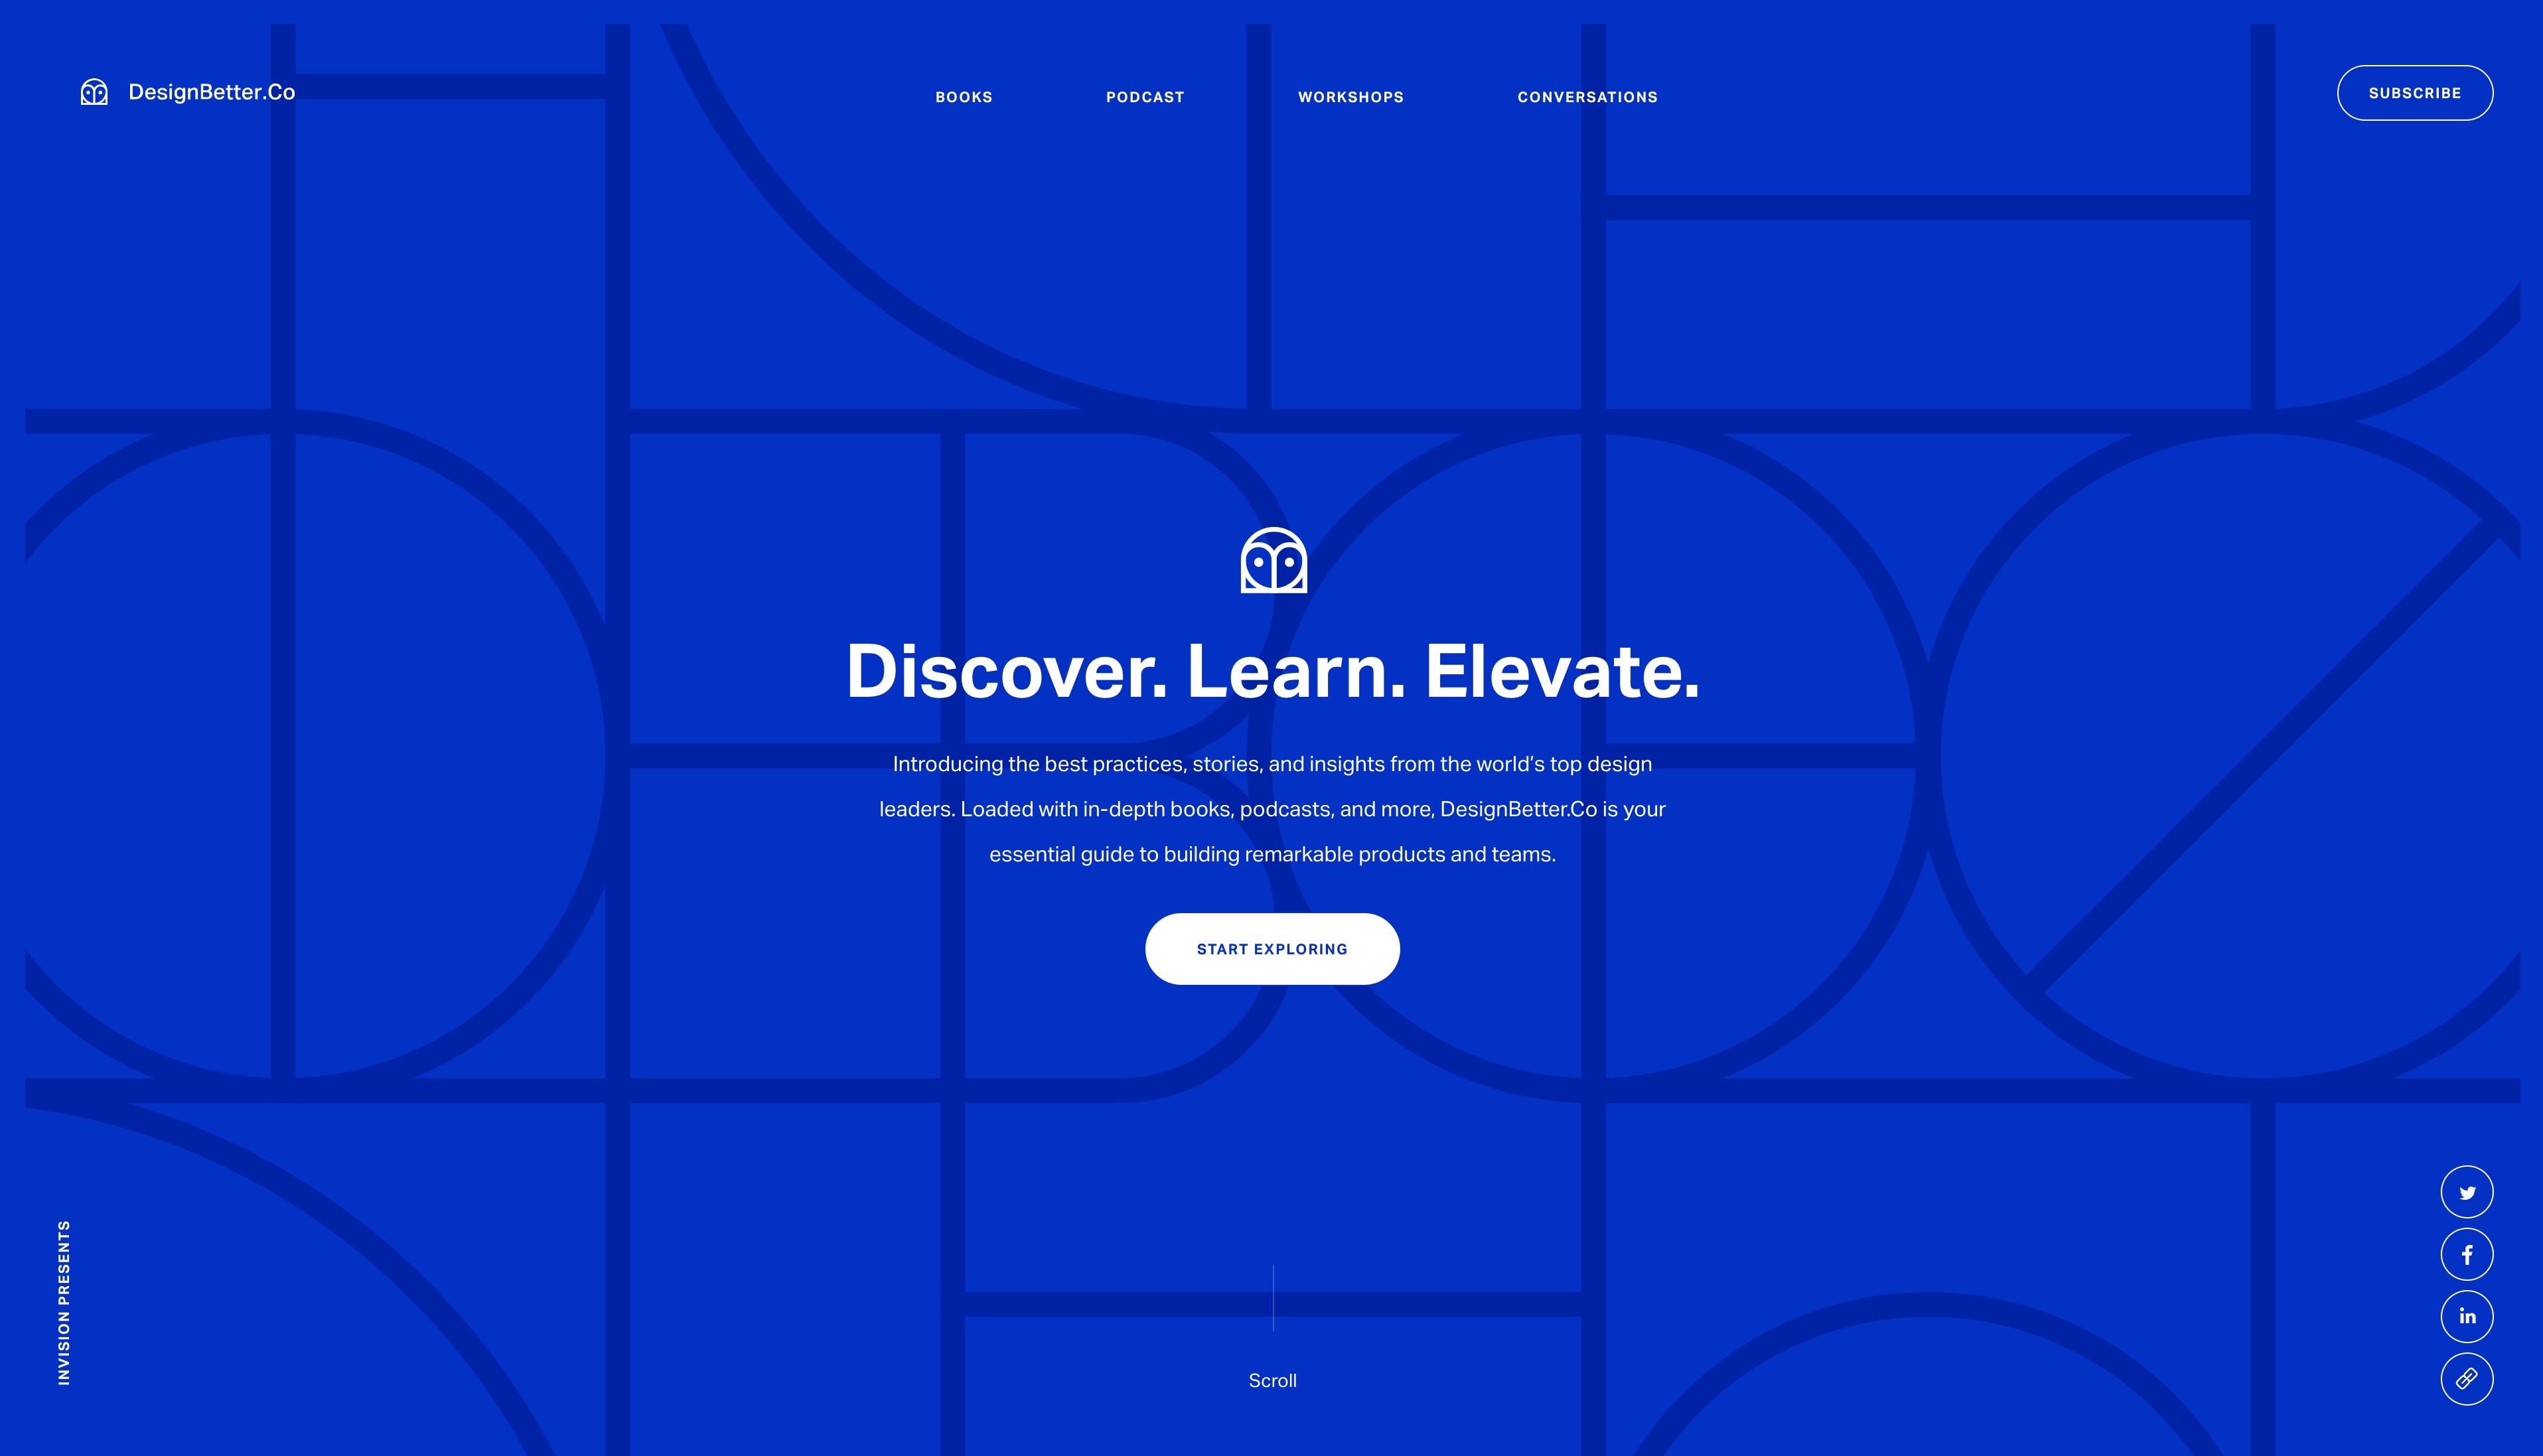 DesignBetter.Co
BOOKS
PODCAST
WORKSHOPS
CONVERSATIONS
SUBSCRIBE
Discover. Learn. Elevate.
Introducing the best practices, stories, and insights from the world’s top design
leaders. Loaded with in-depth books, podcasts, and more, DesignBetter.Co is your
essential guide to building remarkable products and teams.
START EXPLORING
INVISION PRESENTS
Scroll